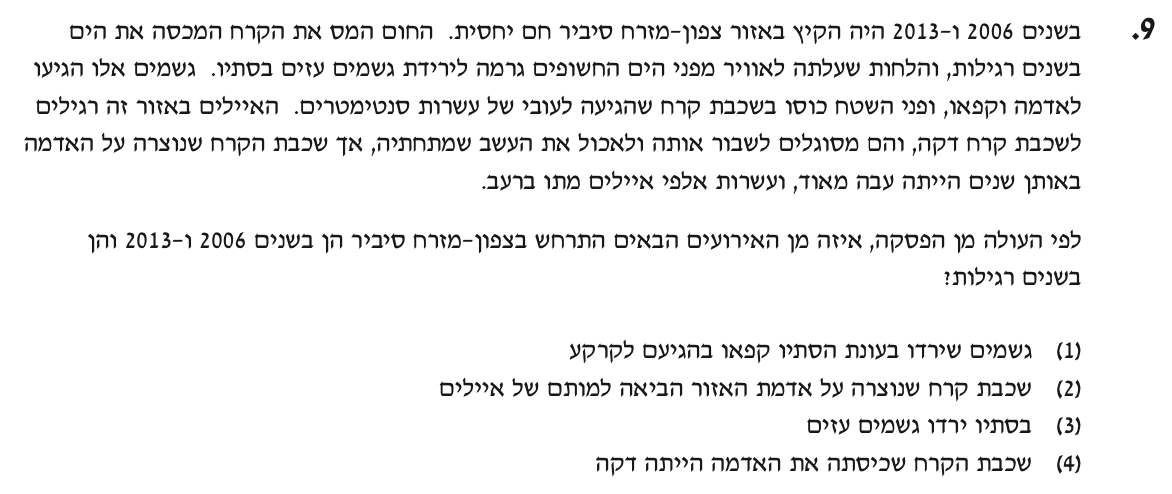 9. בשנים 2006 ו-2013 היה הקיץ באזור צפון-מזרח סיביר חם יחסית. החום המס את הקרח המכסה את הים
בשנים רגילות, והלחות שעלתה לאוויר מפני הים החשופים גרמה לירידת גשמים עזים בסתיו. גשמים אלו הגיעו
לאדמה וקפאו, ופני השטח כוסו בשכבת קרח שהגיעה לעובי של עשרות סנטימטרים. האיילים באזור זה רגילים
לשכבת קרח דקה, והם מסוגלים לשבור אותה ולאכול את העשב שמתחתיה, אך שכבת הקרח שנוצרה על האדמה
באותן שנים הייתה עבה מאוד, ועשרות אלפי איילים מתו ברעב.
לפי העולה מן הפסקה, איזה מן האירועים הבאים התרחש בצפון-מזרח סיביר הן בשנים 2006 ו-2013 והן
בשנים רגילות?
(1) גשמים שירדו בעונת הסתיו קפאו בהגיעם לקרקע
(2) שכבת קרח שנוצרה על אדמת האזור הביאה למותם של איילים
(3) בסתיו ירדו גשמים עזים
(4) שכבת הקרח שכיסתה את האדמה הייתה דקה